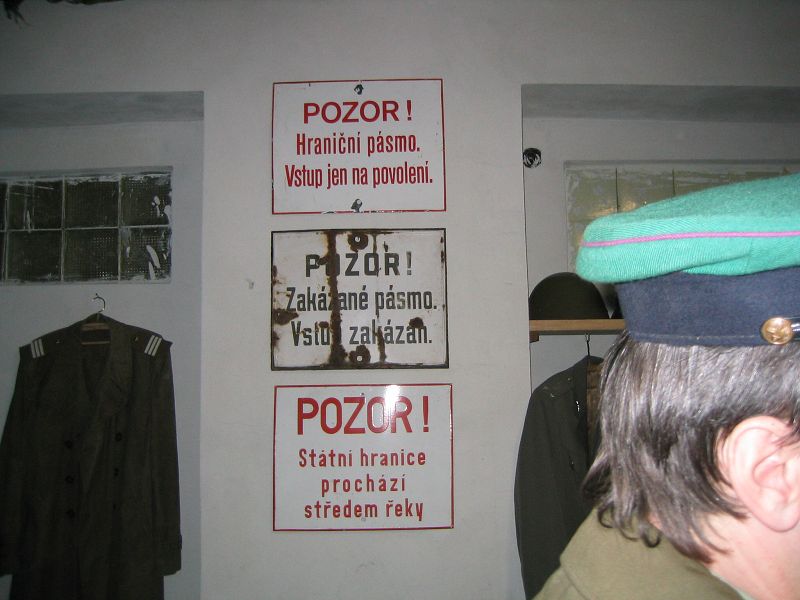 POZOR!
Hraniční pásmo.
Vstup jen na povolení.
POZOR!
Zakázané pásmo.
Vstup zakázán.
POZOR!
Státní hranice
prochází
středem řeky